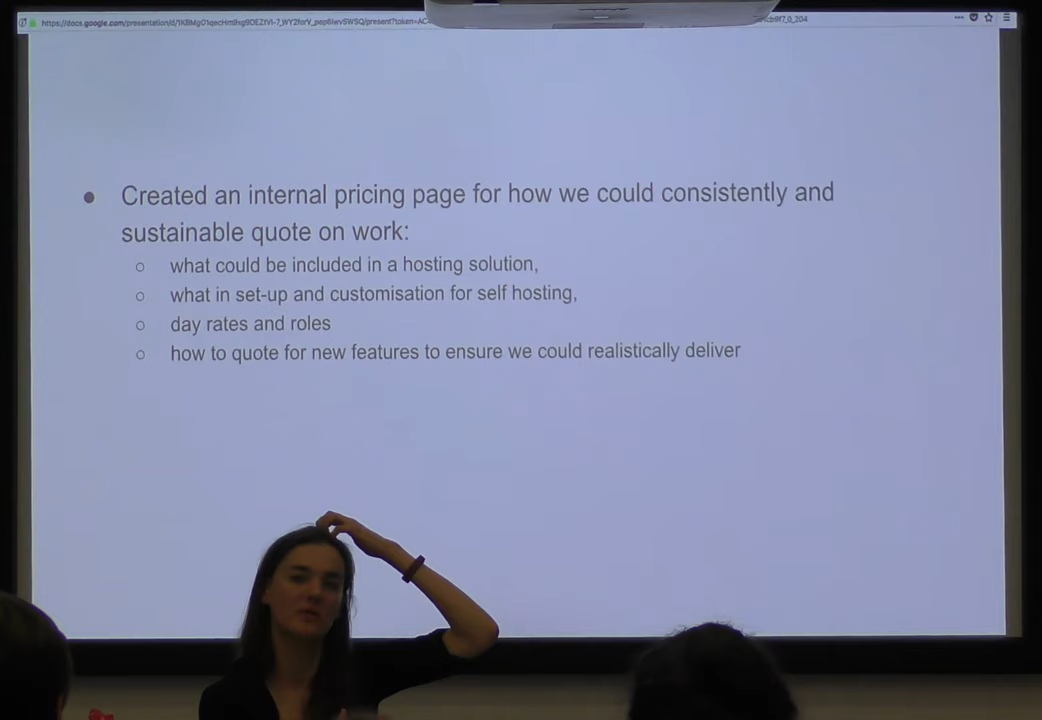 ● Created an internal pricing page for how we could consistently and
sustainable quote on work:
○ what could be included in a hosting solution,
○ what in set-up and customisation for self hosting,
○ day rates and roles
○ how to quote for new features to ensure we could realistically deliver